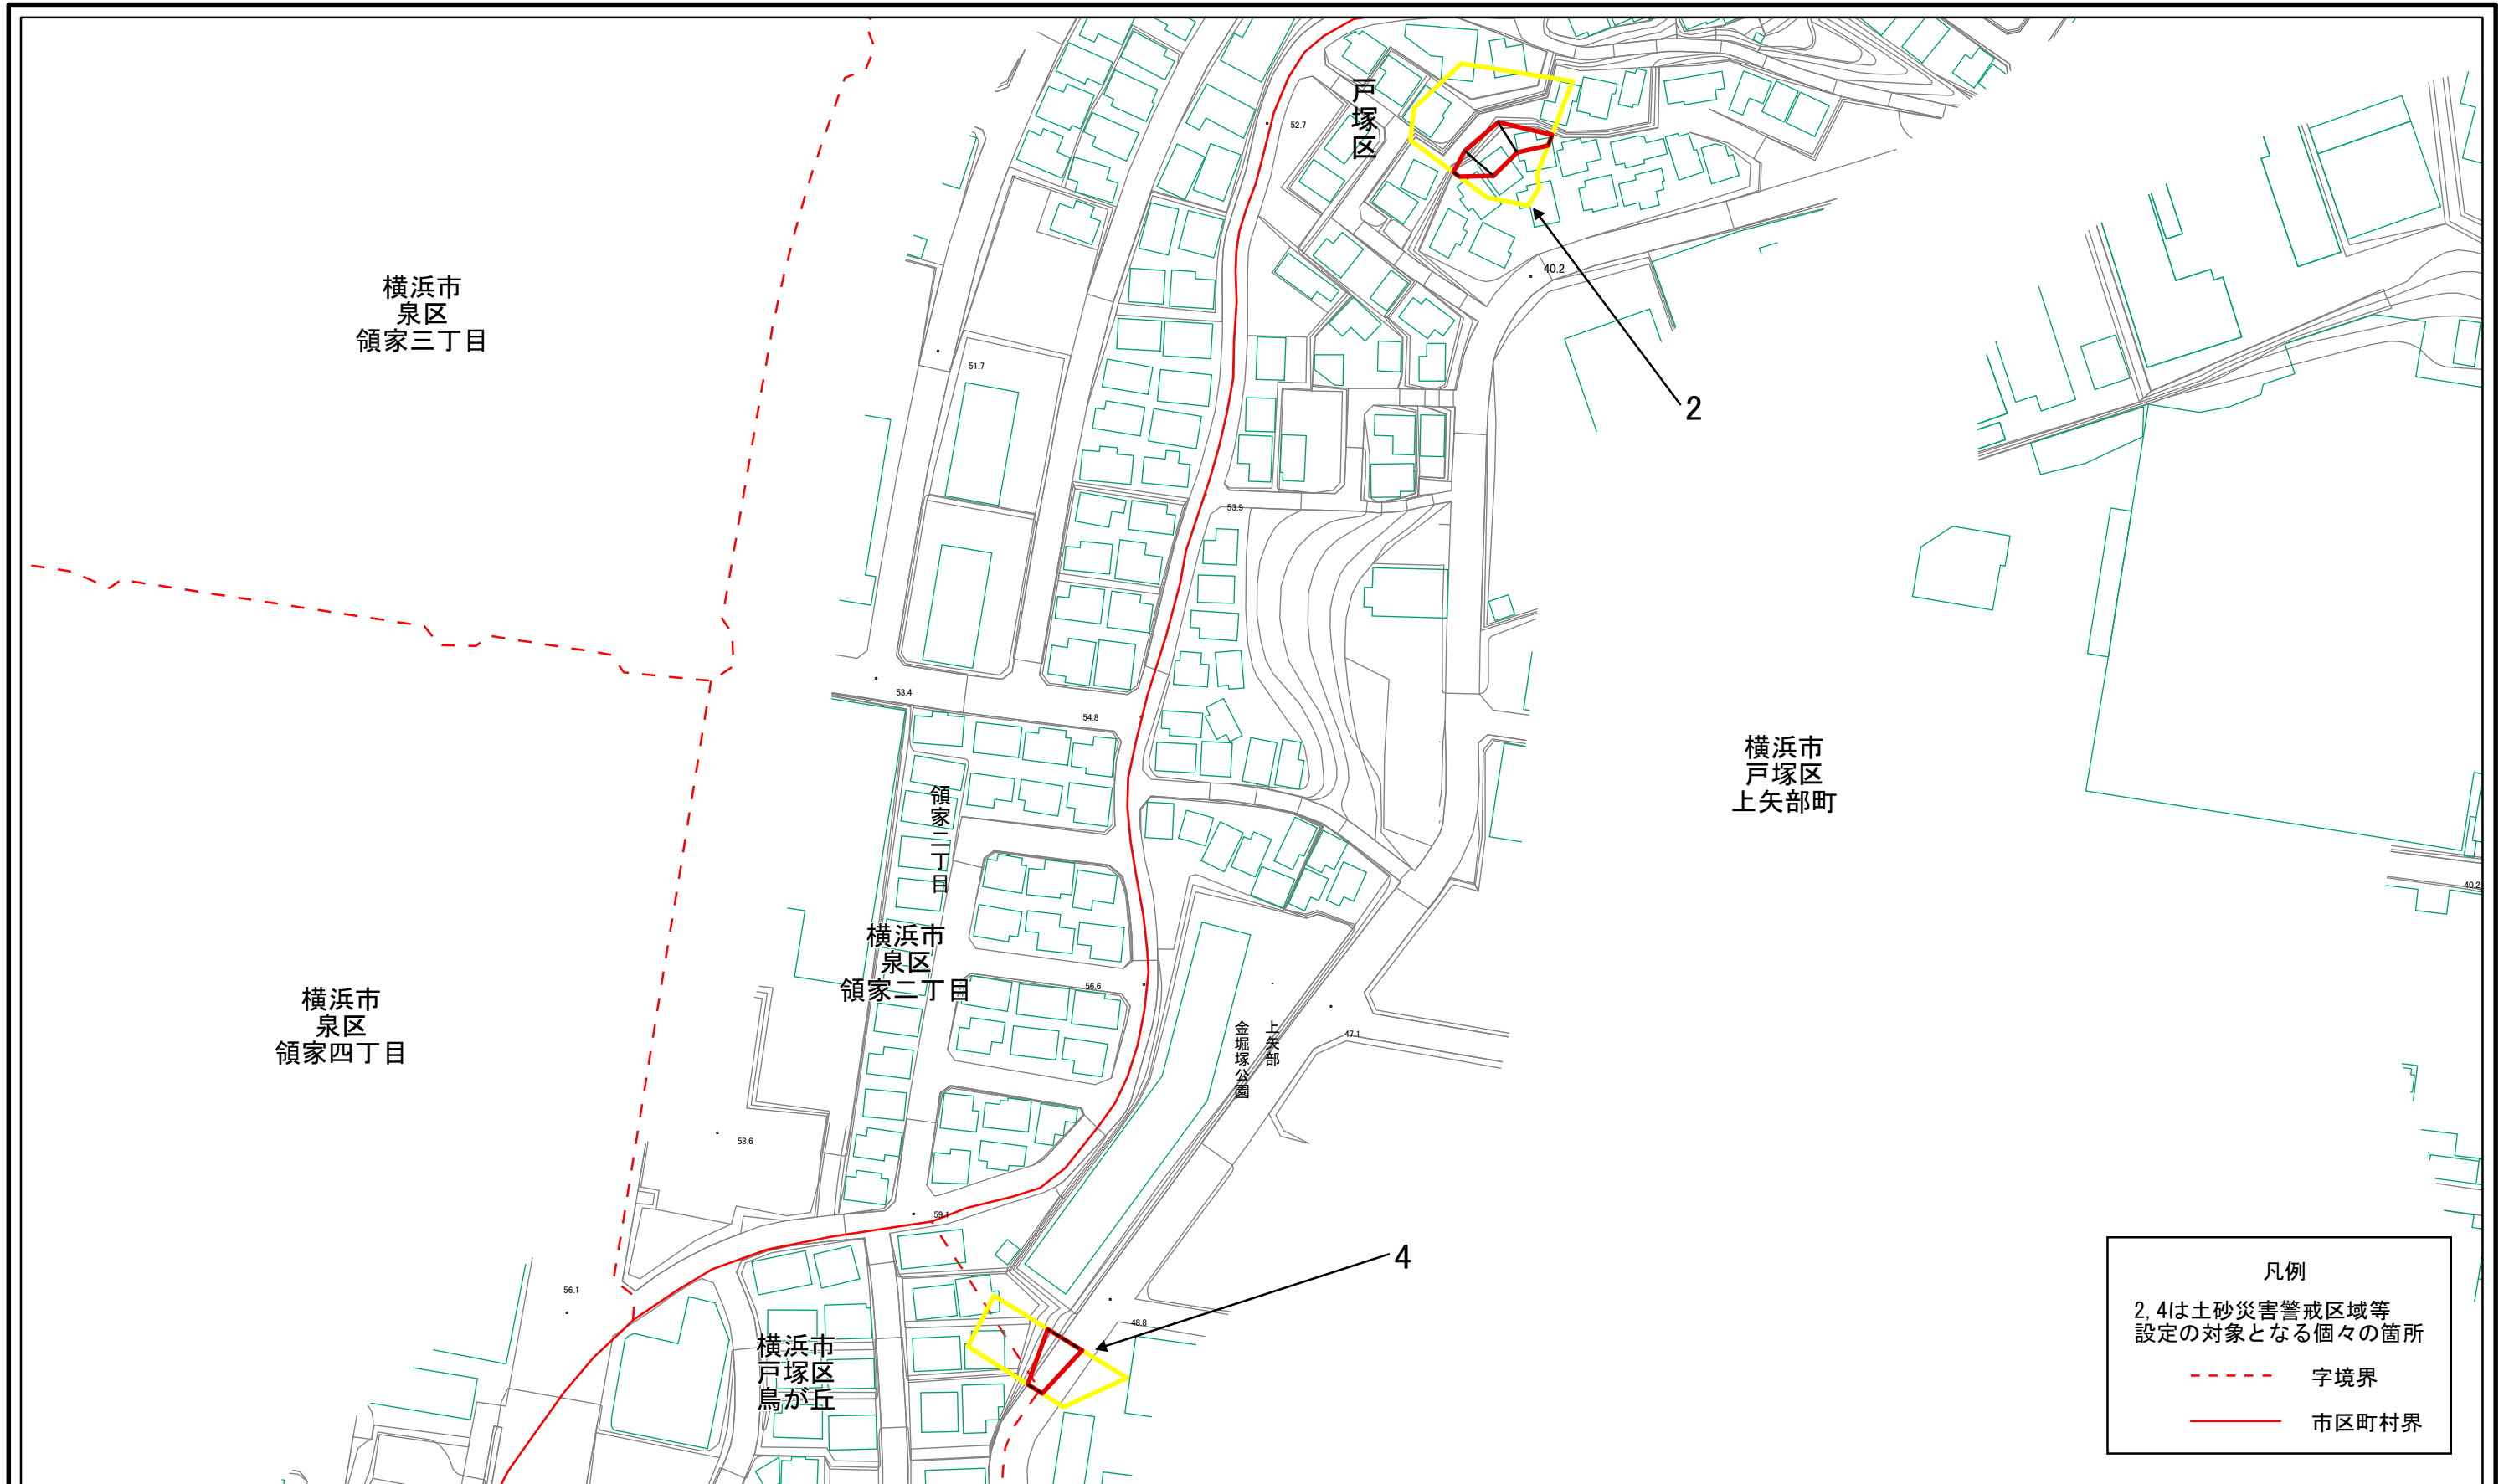 戸塚区
52.7
40.2
横浜市
泉区
領家三丁目
51.7
2
53.9
53.4
54.8
横浜市
戸塚区
上矢部町
領家二丁目
40.2
横浜市
泉区
領家二丁目
56.6
横浜市
泉区
領家四丁目
上矢部
金堀塚公園
47.1
58.6
59.1
4
56.1
48.8
横浜市
戸塚区
鳥が丘
凡例
2,4は土砂災害警戒区域等
設定の対象となる個々の箇所
字境界
市区町村界